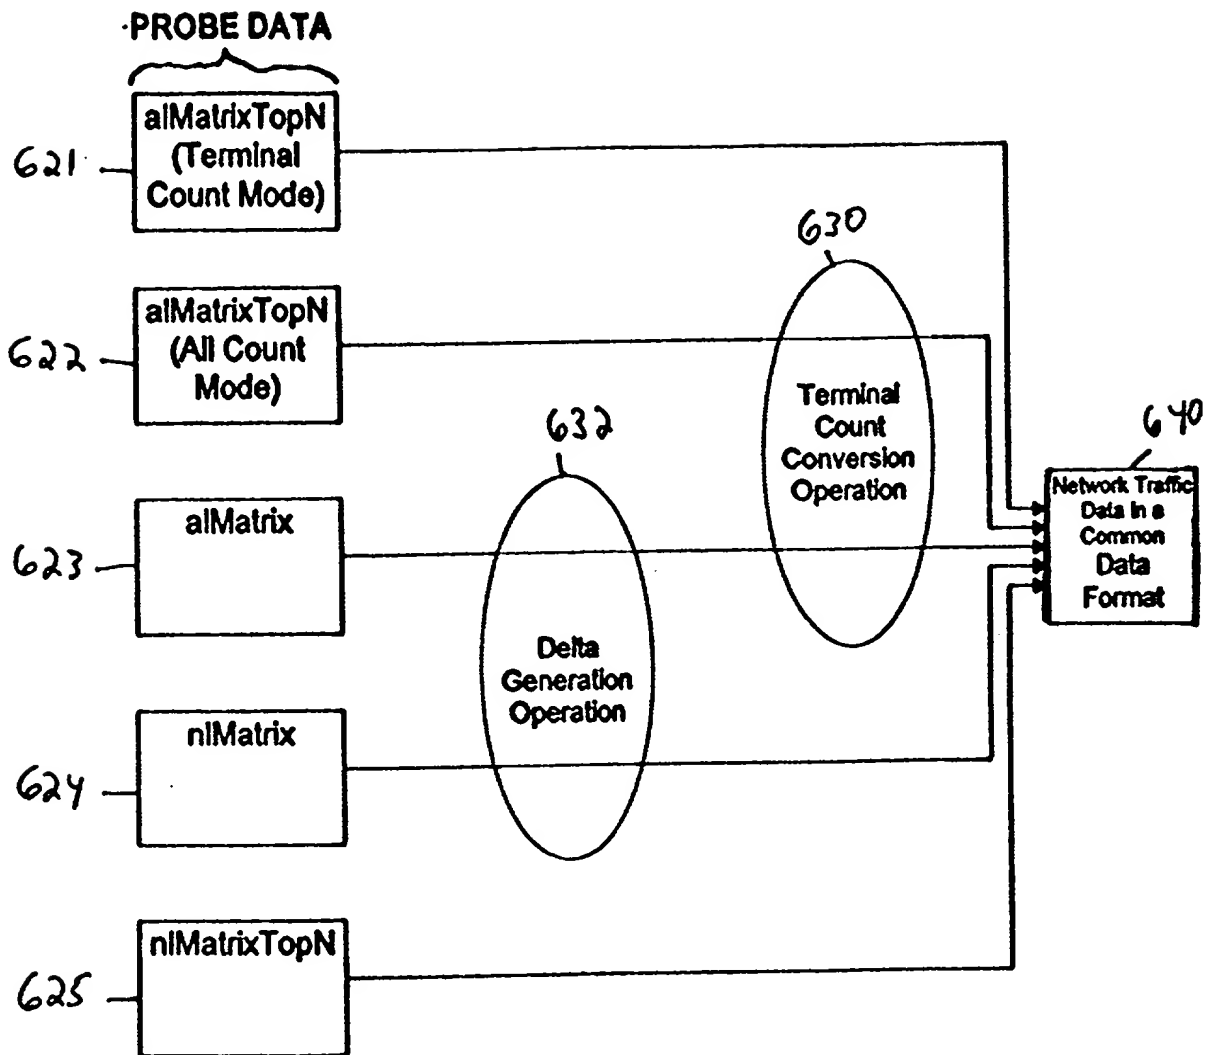 PROBE DATA
alMatrixTopN
(Terminal
Count Mode)
621
630
alMatrixTopN
(All Count
Mode)
622
Terminal
Count
Conversion
Operation
632
640
Network Traffic
Data in a
Common
Data
Format
alMatrix
623
Delta
Generation
Operation
nlMatrix
624
nlMatrixTopN
625